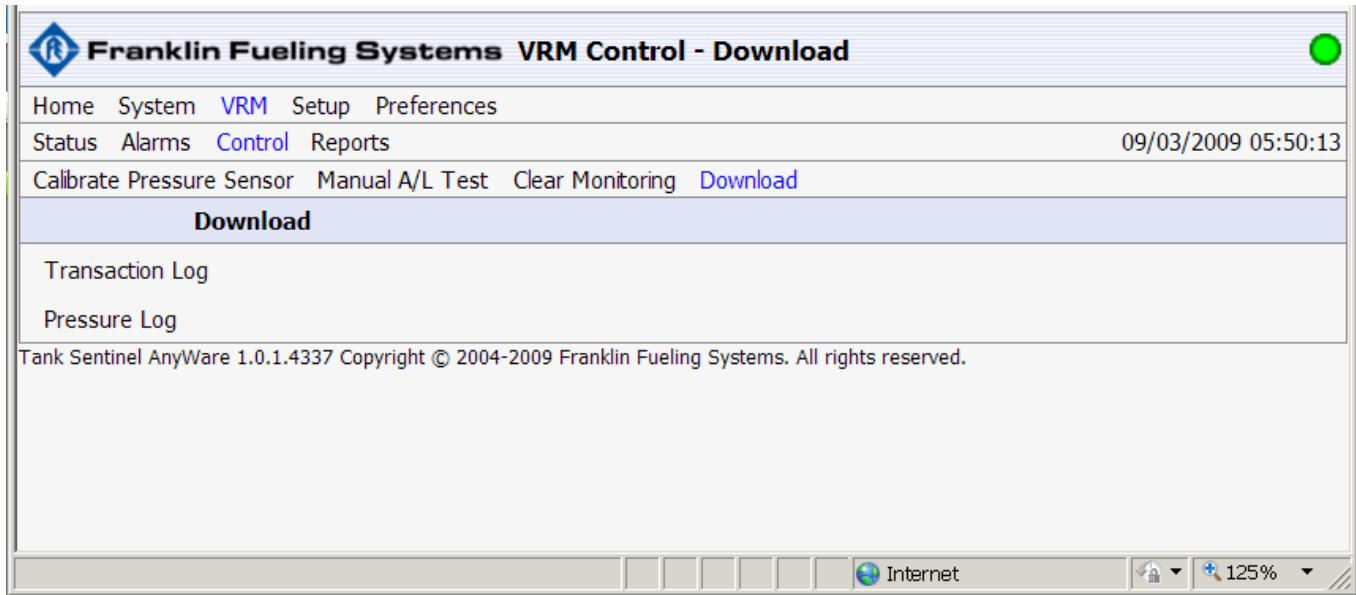 Franklin Fueling Systems VRM Control - Download
Home System VRM Setup Preferences
Status Alarms Control Reports 09/03/2009 05:50:13
Calibrate Pressure Sensor Manual A/L Test Clear Monitoring Download
Download
Transaction Log
Pressure Log
Tank Sentinel AnyWare 1.0.1.4337 Copyright © 2004-2009 Franklin Fueling Systems. All rights reserved.
Internet 125%